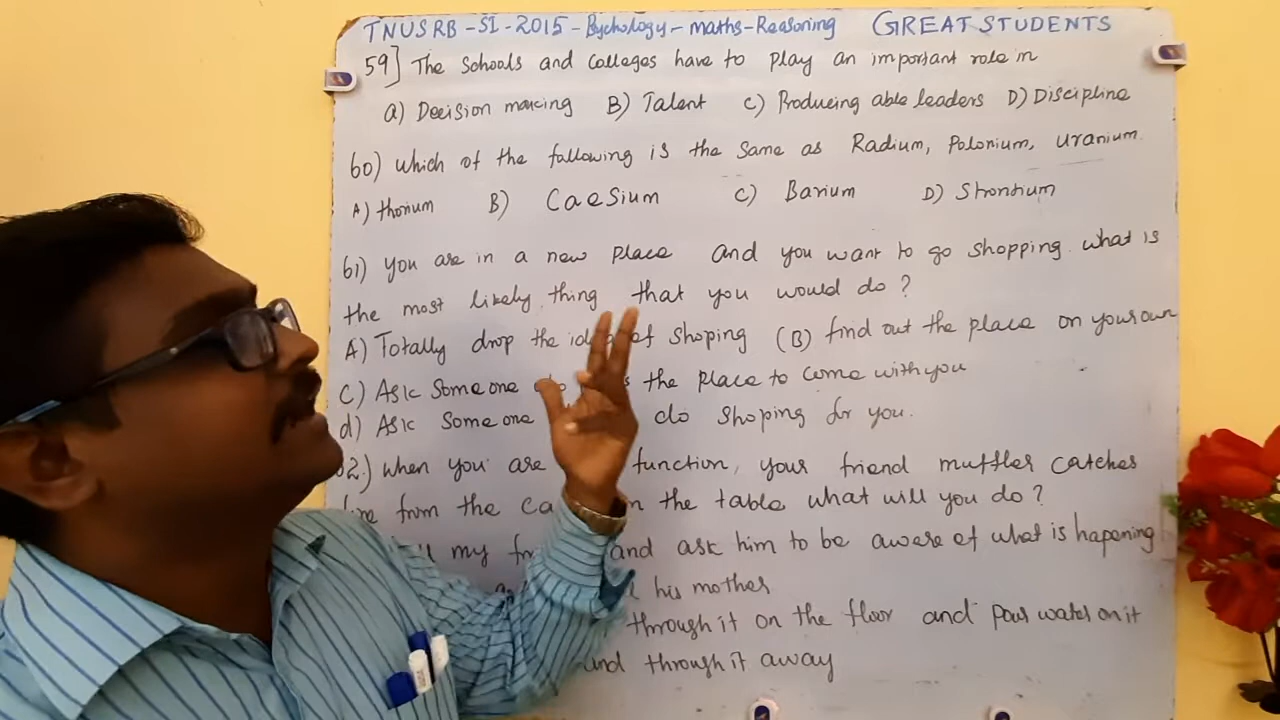 TNUSRB-SI-2015-Pychology-maths-Reasoning GREAT STUDENTS
59] The Schools and Colleges have to play an important role in
a) Decision making B) Talent C) Producing able leaders D) Discipline
60) which of the following is the same as Radium, Polonium, Uranium.
A) thorium B) Caesium C) Barium D) Strontium
61) you are in a new place and you want to go shopping. what is
the most likely thing that you would do?
A) Totally drop the of shoping (B) find out the place on your own
C) Ask Some one the place to come with you
d) Ask Some one do shoping for you.
2.) when you are function, your friend muffler catches
from the the table what will you do?
my and ask him to be aware of what is hapening
his mother
through it on the floor and pour water on it
and through it away